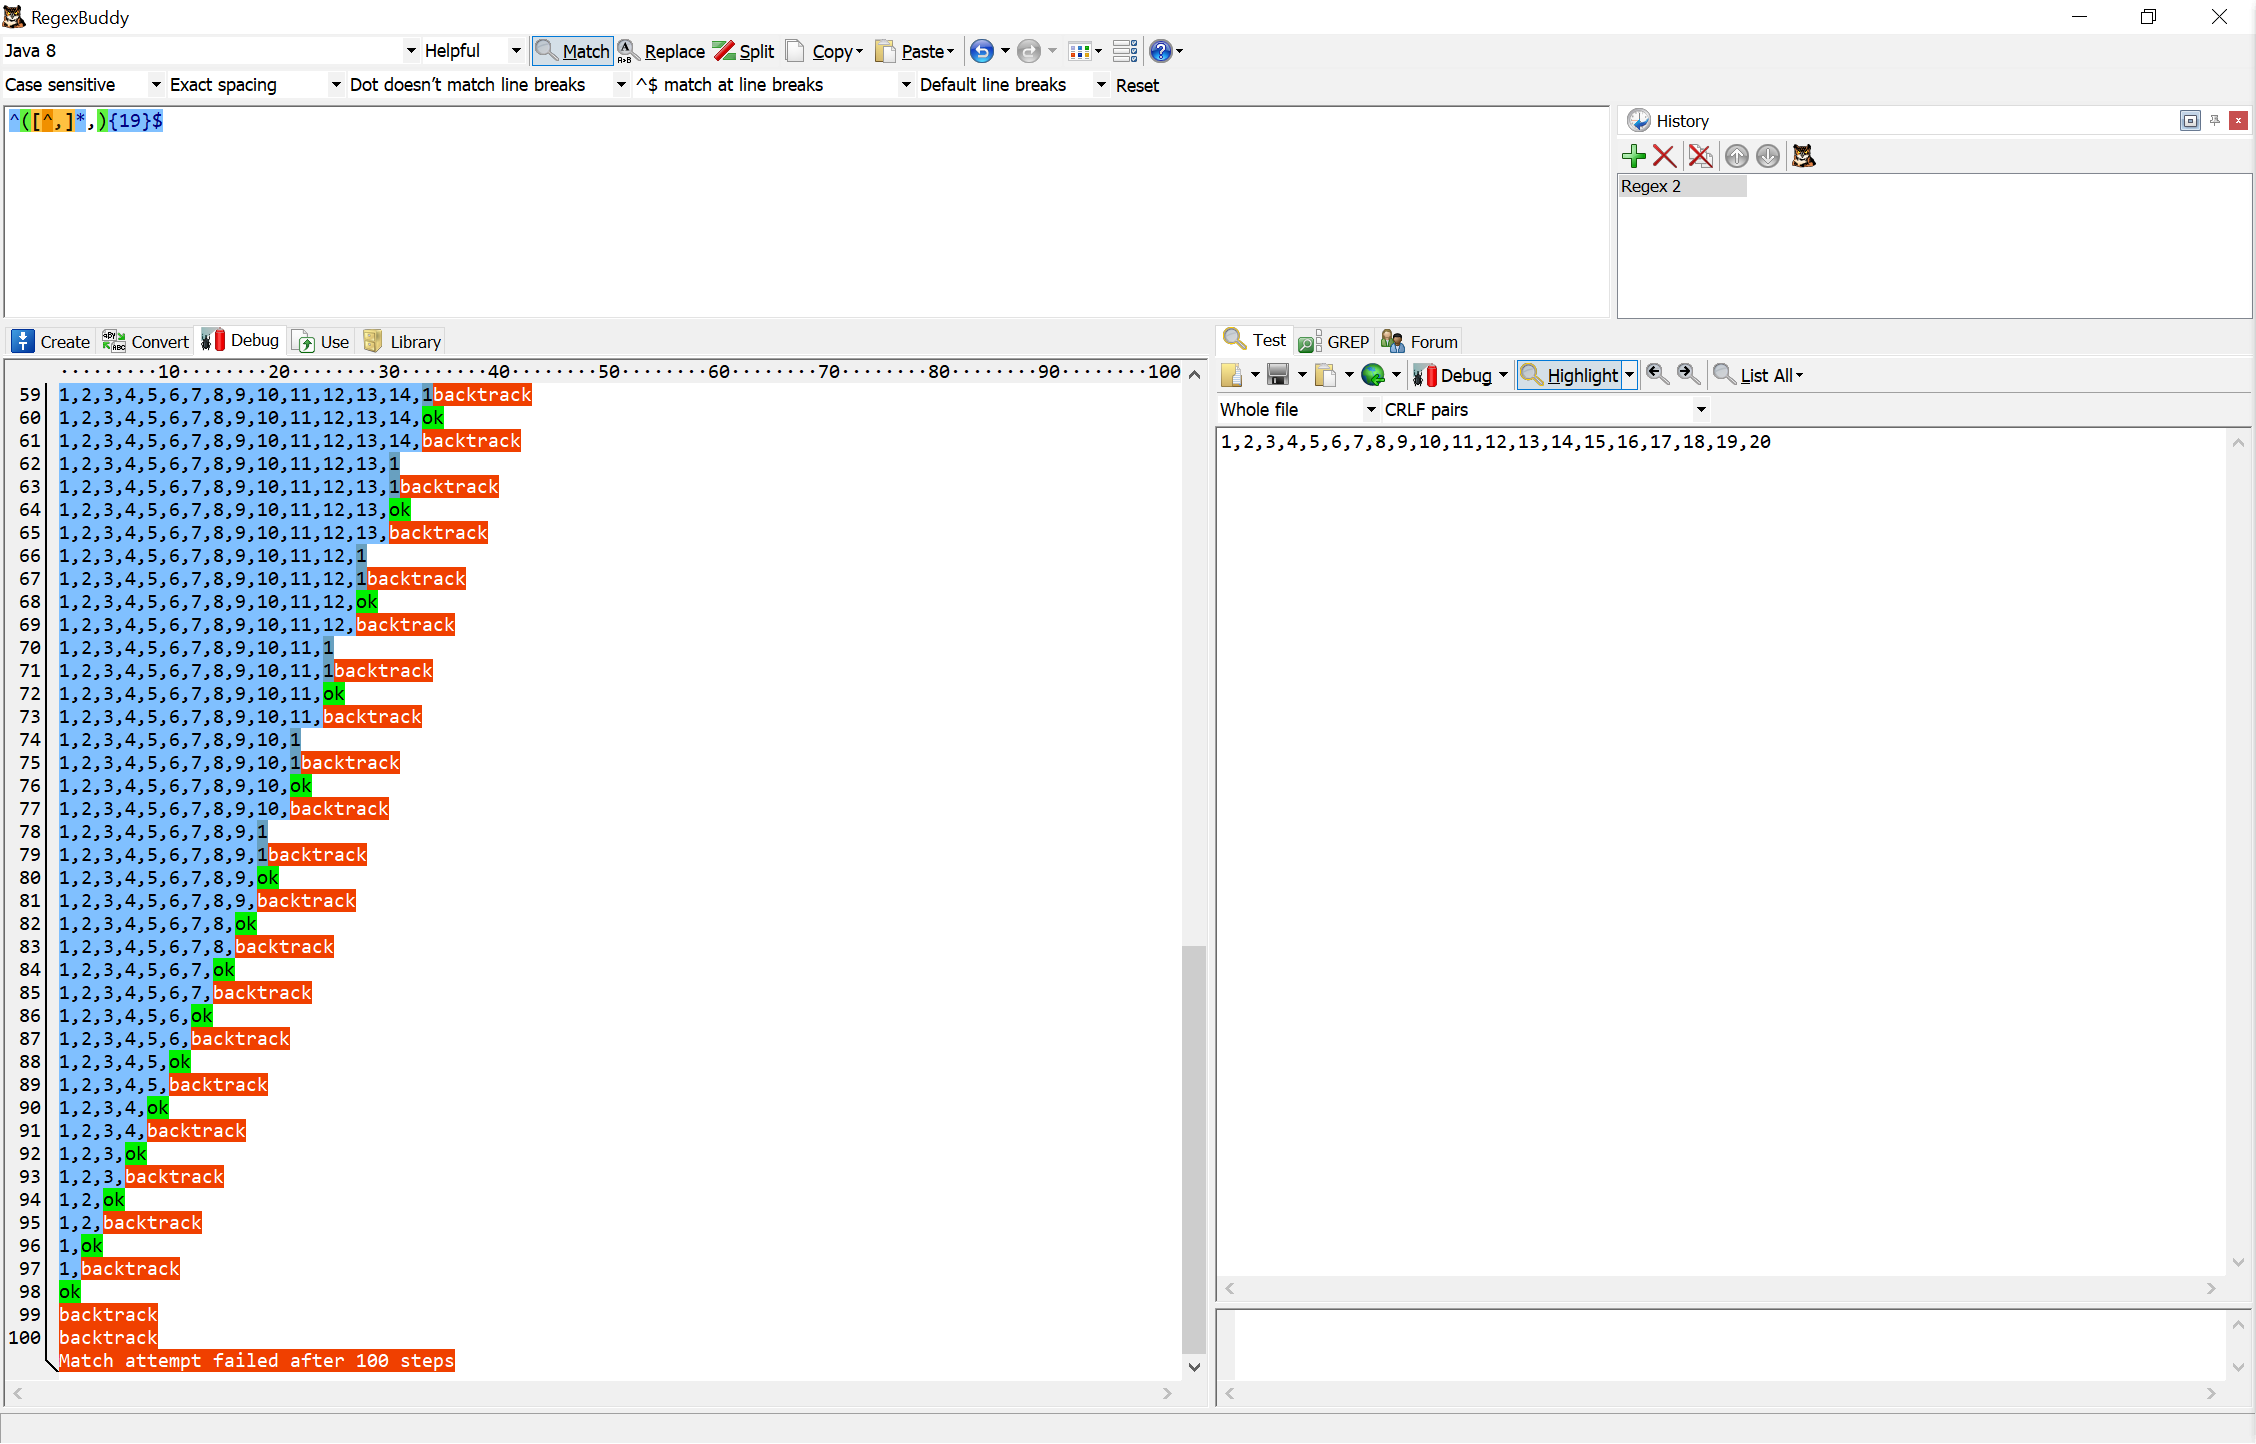 RegexBuddy
Java 8 Helpful Match Replace Split Copy Paste
Case sensitive Exact spacing Dot doesn't match line breaks ^$ match at line breaks Default line breaks Reset
^([^,]*,){19}$
History
Regex 2
Create Convert Debug Use Library
·········10········20········30········40········50········60········70········80········90········100
59 1,2,3,4,5,6,7,8,9,10,11,12,13,14,1backtrack
60 1,2,3,4,5,6,7,8,9,10,11,12,13,14,ok
61 1,2,3,4,5,6,7,8,9,10,11,12,13,14,backtrack
62 1,2,3,4,5,6,7,8,9,10,11,12,13,1
63 1,2,3,4,5,6,7,8,9,10,11,12,13,1backtrack
64 1,2,3,4,5,6,7,8,9,10,11,12,13,ok
65 1,2,3,4,5,6,7,8,9,10,11,12,13,backtrack
66 1,2,3,4,5,6,7,8,9,10,11,12,1
67 1,2,3,4,5,6,7,8,9,10,11,12,1backtrack
68 1,2,3,4,5,6,7,8,9,10,11,12,ok
69 1,2,3,4,5,6,7,8,9,10,11,12,backtrack
70 1,2,3,4,5,6,7,8,9,10,11,1
71 1,2,3,4,5,6,7,8,9,10,11,1backtrack
72 1,2,3,4,5,6,7,8,9,10,11,ok
73 1,2,3,4,5,6,7,8,9,10,11,backtrack
74 1,2,3,4,5,6,7,8,9,10,1
75 1,2,3,4,5,6,7,8,9,10,1backtrack
76 1,2,3,4,5,6,7,8,9,10,ok
77 1,2,3,4,5,6,7,8,9,10,backtrack
78 1,2,3,4,5,6,7,8,9,1
79 1,2,3,4,5,6,7,8,9,1backtrack
80 1,2,3,4,5,6,7,8,9,ok
81 1,2,3,4,5,6,7,8,9,backtrack
82 1,2,3,4,5,6,7,8,ok
83 1,2,3,4,5,6,7,8,backtrack
84 1,2,3,4,5,6,7,ok
85 1,2,3,4,5,6,7,backtrack
86 1,2,3,4,5,6,ok
87 1,2,3,4,5,6,backtrack
88 1,2,3,4,5,ok
89 1,2,3,4,5,backtrack
90 1,2,3,4,ok
91 1,2,3,4,backtrack
92 1,2,3,ok
93 1,2,3,backtrack
94 1,2,ok
95 1,2,backtrack
96 1,ok
97 1,backtrack
98 ok
99 backtrack
100 backtrack
Match attempt failed after 100 steps
Test GREP Forum
Debug Highlight List All
Whole file CRLF pairs
1,2,3,4,5,6,7,8,9,10,11,12,13,14,15,16,17,18,19,20